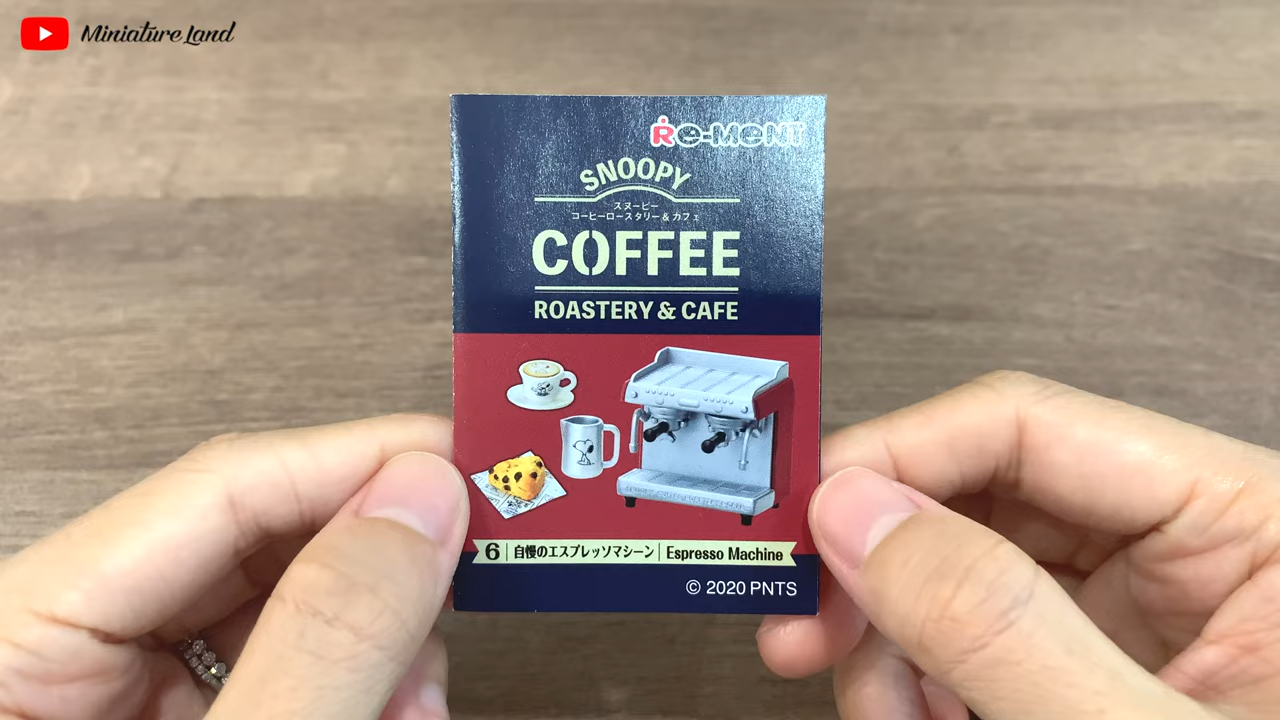 Miniature Land
Re-MeNT
SNOOPY
スヌーピー
コーヒーロースタリー & カフェ
COFFEE
ROASTERY & CAFE
6 | 自慢のエスプレッソマシーン | Espresso Machine
© 2020 PNTS